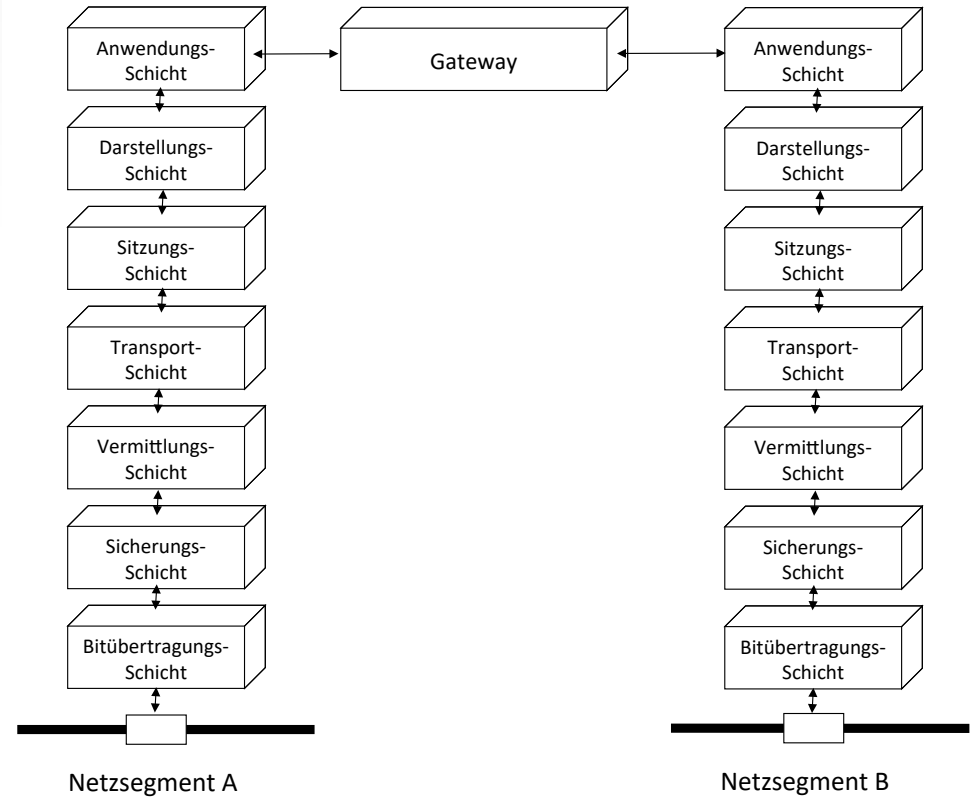 Anwendungs-
Schicht
Gateway
Anwendungs-
Schicht
Darstellungs-
Schicht
Darstellungs-
Schicht
Sitzungs-
Schicht
Sitzungs-
Schicht
Transport-
Schicht
Transport-
Schicht
Vermittlungs-
Schicht
Vermittlungs-
Schicht
Sicherungs-
Schicht
Sicherungs-
Schicht
Bitübertragungs-
Schicht
Bitübertragungs-
Schicht
Netzsegment A
Netzsegment B